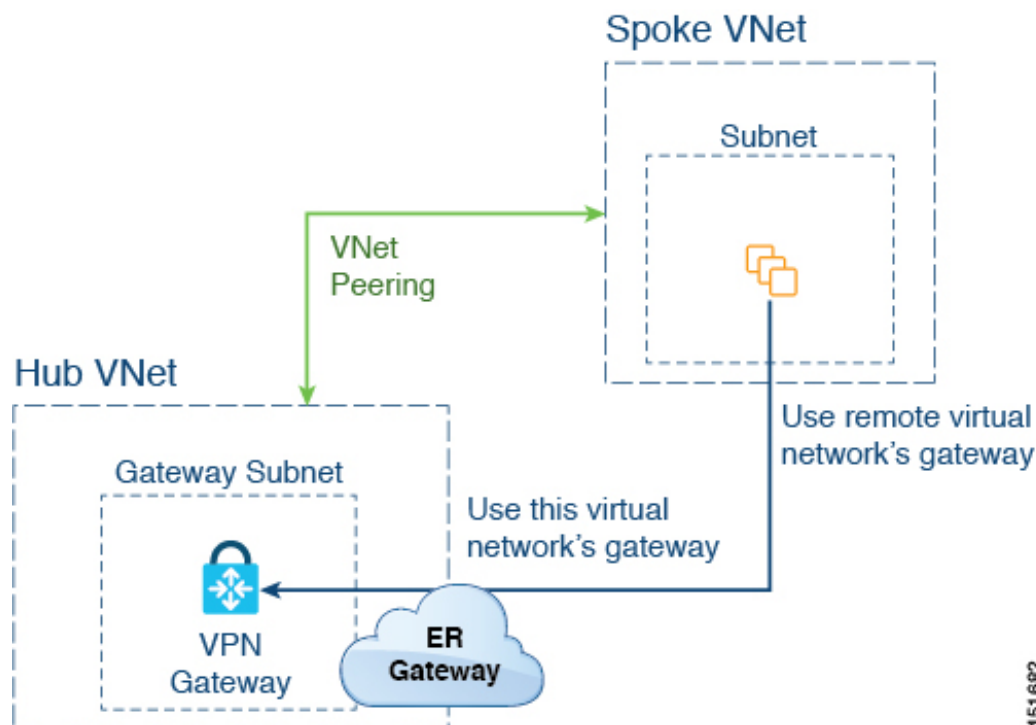 Spoke VNet
Subnet
VNet
Peering
Hub VNet
Use remote virtual
network's gateway
Gateway Subnet
Use this virtual
network's gateway
VPN
Gateway
ER
Gateway